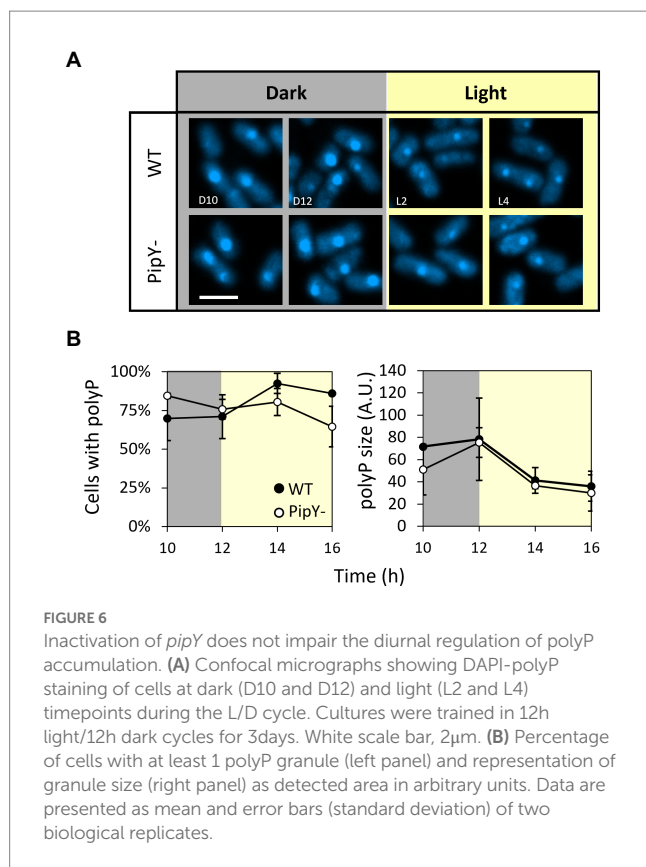 A
Dark Light
WT
D10 D12 L2 L4
PipY-
B
Cells with polyP
100%
75%
50%
25%
0%
WT
PipY-
10 12 14 16
polyP size (A.U.)
140
120
100
80
60
40
20
0
10 12 14 16
Time (h)
FIGURE 6
Inactivation of pipY does not impair the diurnal regulation of polyP
accumulation. (A) Confocal micrographs showing DAPI-polyP
staining of cells at dark (D10 and D12) and light (L2 and L4)
timepoints during the L/D cycle. Cultures were trained in 12h
light/12h dark cycles for 3days. White scale bar, 2μm. (B) Percentage
of cells with at least 1 polyP granule (left panel) and representation of
granule size (right panel) as detected area in arbitrary units. Data are
presented as mean and error bars (standard deviation) of two
biological replicates.